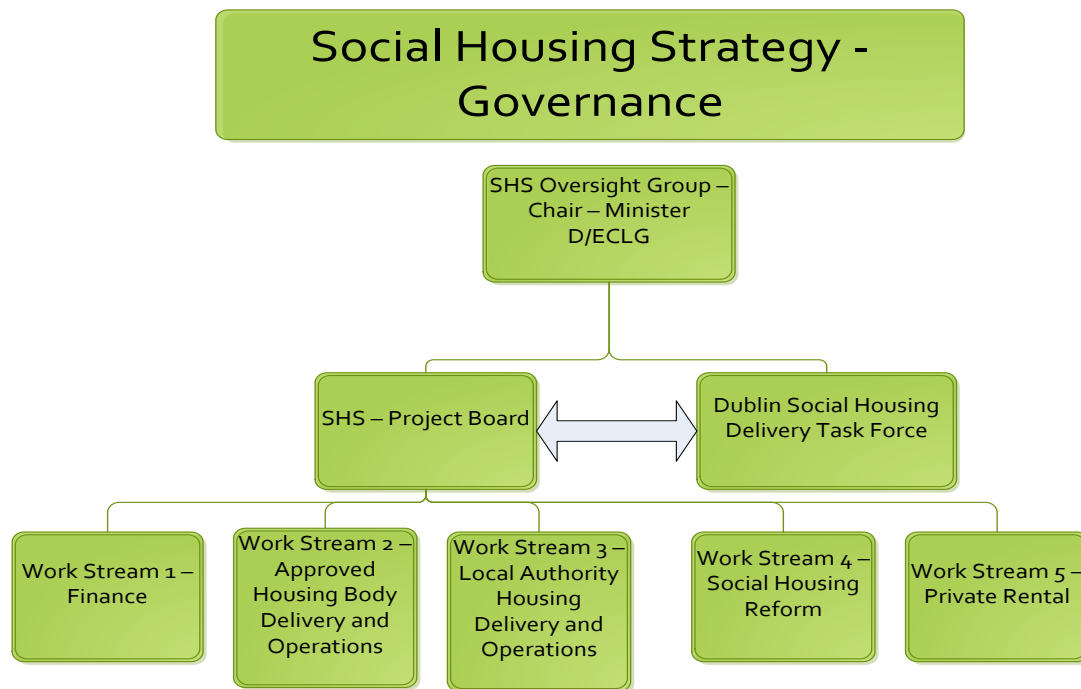 Social Housing Strategy -
Governance
SHS Oversight Group –
Chair – Minister
D/ECLG
SHS – Project Board
Dublin Social Housing
Delivery Task Force
Work Stream 1 –
Finance
Work Stream 2 –
Approved
Housing Body
Delivery and
Operations
Work Stream 3 –
Local Authority
Housing
Delivery and
Operations
Work Stream 4 –
Social Housing
Reform
Work Stream 5 –
Private Rental